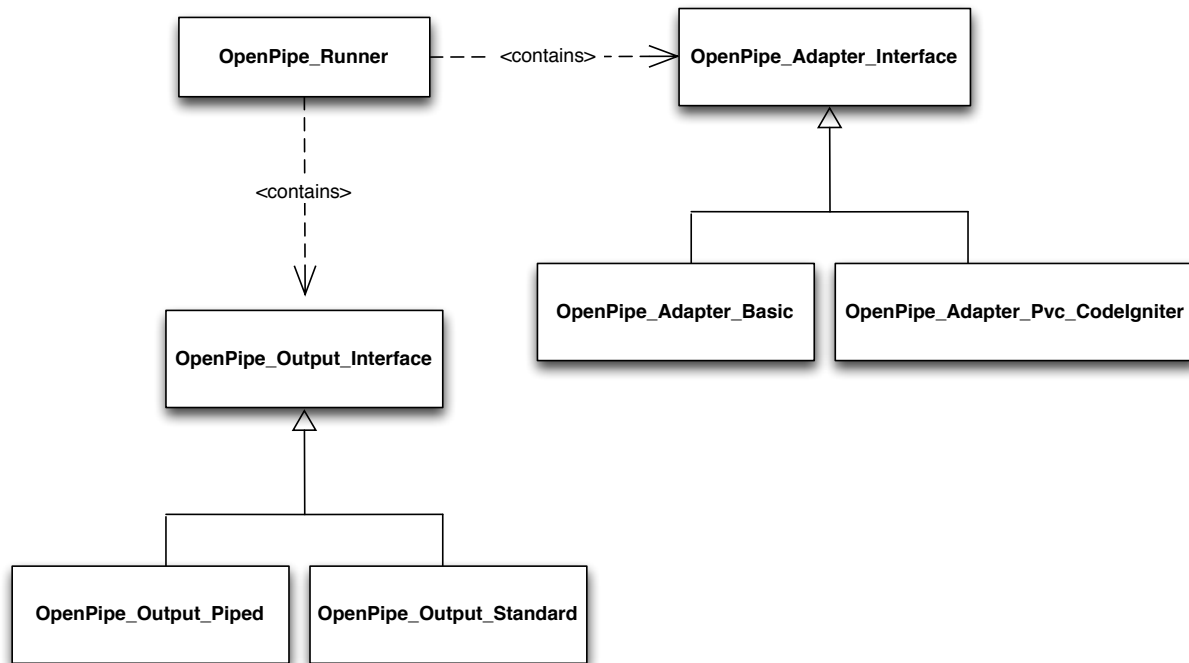 OpenPipe_Runner
<contains>
OpenPipe_Adapter_Interface
<contains>
OpenPipe_Adapter_Basic
OpenPipe_Adapter_Pvc_CodeIgniter
OpenPipe_Output_Interface
OpenPipe_Output_Piped
OpenPipe_Output_Standard